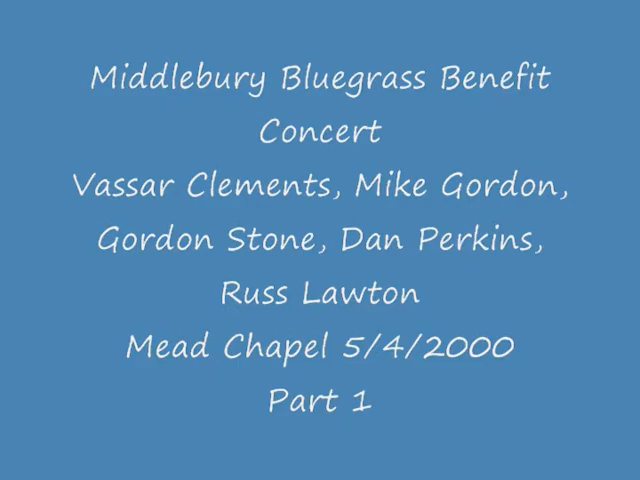 Middlebury Bluegrass Benefit
Concert
Vassar Clements, Mike Gordon,
Gordon Stone, Dan Perkins,
Russ Lawton
Mead Chapel 5/4/2000
Part 1